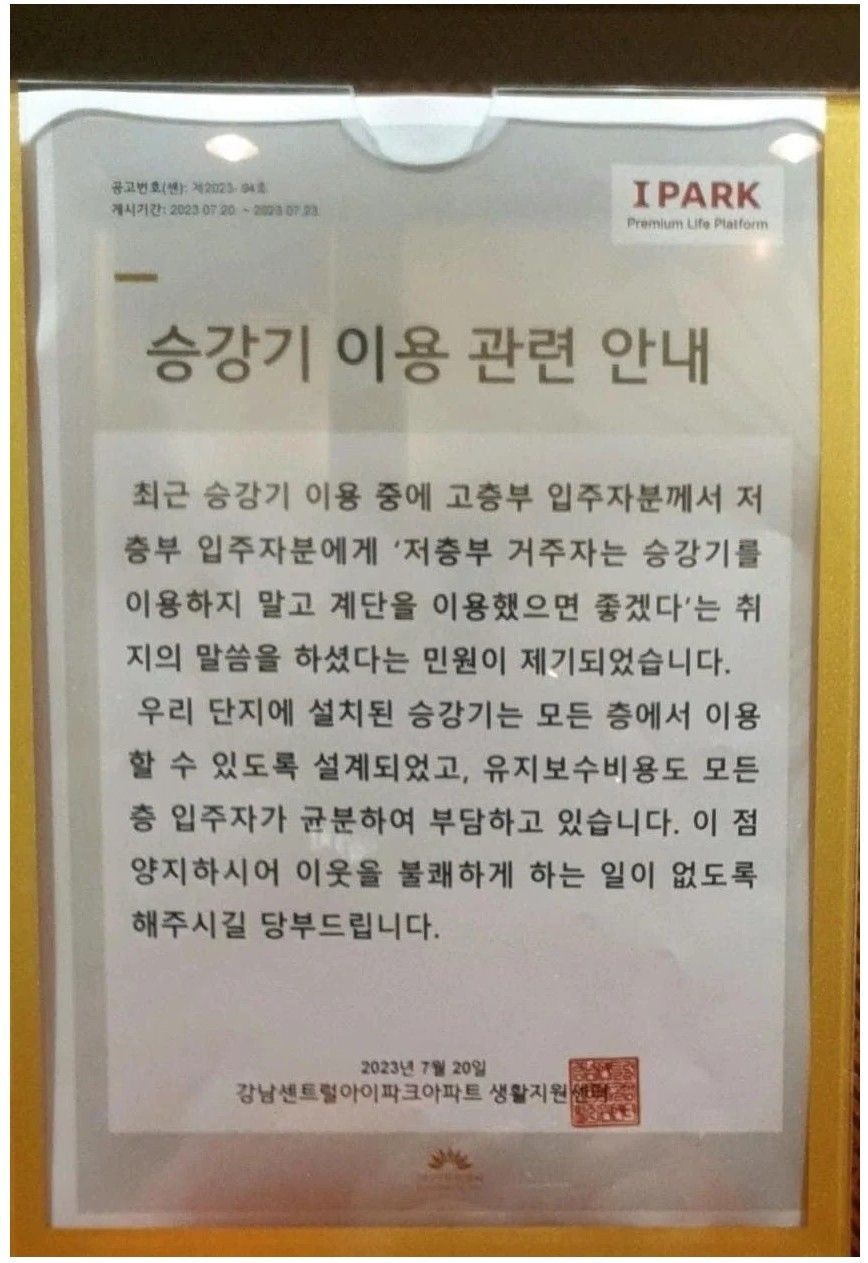 공고번호(센): 제2023- 94호
게시기간: 2023.07.20. ~ 2023.07.23.
I PARK
Premium Life Platform
승강기 이용 관련 안내
최근 승강기 이용 중에 고층부 입주자분께서 저
층부 입주자분에게 ‘저층부 거주자는 승강기를
이용하지 말고 계단을 이용했으면 좋겠다’는 취
지의 말씀을 하셨다는 민원이 제기되었습니다.
우리 단지에 설치된 승강기는 모든 층에서 이용
할 수 있도록 설계되었고, 유지보수비용도 모든
층 입주자가 균분하여 부담하고 있습니다. 이 점
양지하시어 이웃을 불쾌하게 하는 일이 없도록
해주시길 당부드립니다.
2023년 7월 20일
강남센트럴아이파크아파트 생활지원센터